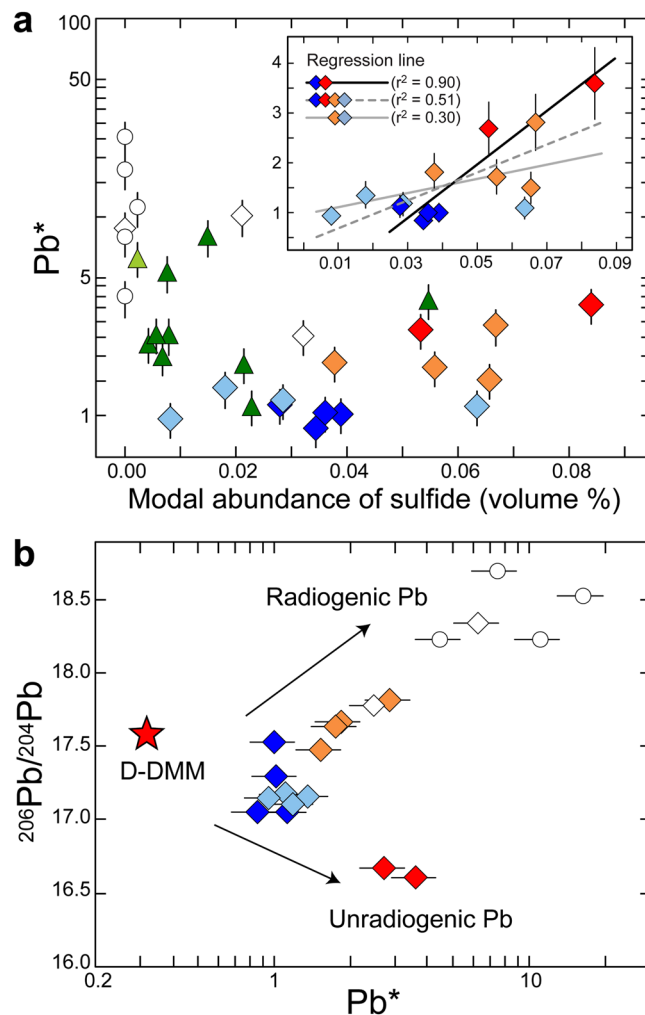 a
100
50
5
1
Pb*
0.00
0.02
0.04
0.06
0.08
Modal abundance of sulfide (volume %)
Regression line
(r² = 0.90)
(r² = 0.51)
(r² = 0.30)
4
3
2
1
0.01
0.03
0.05
0.07
0.09
b
18.5
18.0
17.5
17.0
16.5
16.0
²⁰⁶Pb/²⁰⁴Pb
Radiogenic Pb
D-DMM
Unradiogenic Pb
0.2
1
10
Pb*